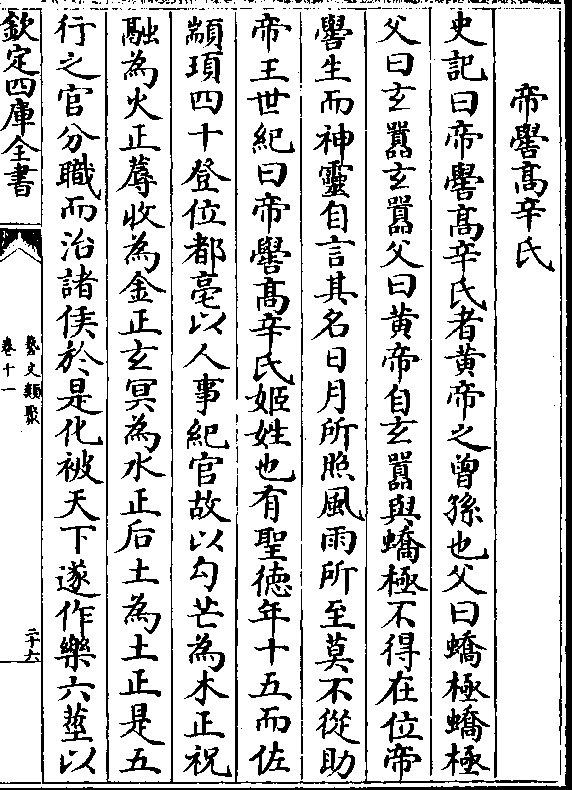 帝嚳髙辛氏
史記曰帝嚳髙辛氏者黄帝之曾孫也父曰蟜極蟜極
父曰玄囂玄囂父曰黄帝自玄囂與蟜極不得在位帝
嚳生而神靈自言其名日月所照風雨所至莫不從助
帝王世紀曰帝嚳髙辛氏姬姓也有聖徳年十五而佐
顓頊四十登位都亳以人事紀官故以勾芒為木正祝
融為火正蓐收為金正玄冥為水正后土為土正是五
行之官分職而治諸侯於是化被天下遂作樂六莖以
欽定四庫全書
藝文類聚
卷十一
二十六